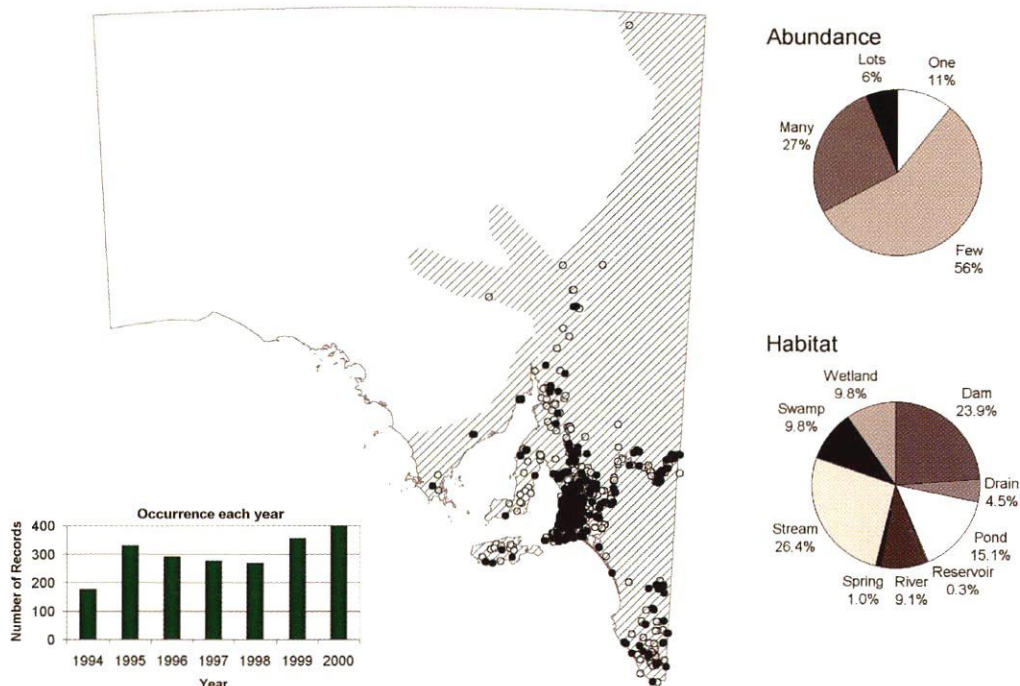 Abundance
Lots
6%
One
11%
Many
27%
Few
56%
Habitat
Wetland
9.8%
Dam
23.9%
Swamp
9.8%
Drain
4.5%
Stream
26.4%
Pond
15.1%
Spring
1.0%
River
9.1%
Reservoir
0.3%
Occurrence each year
Number of Records
400
300
200
100
0
1994 1995 1996 1997 1998 1999 2000
Year